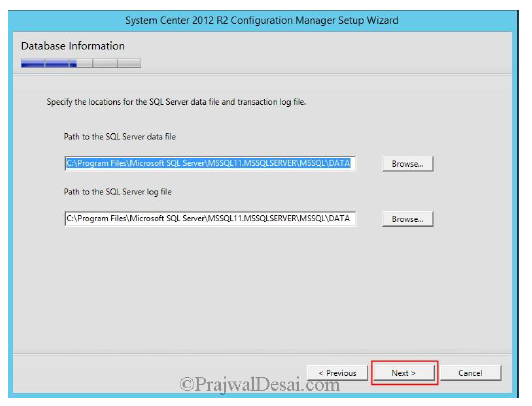 System Center 2012 R2 Configuration Manager Setup Wizard
Database Information
Specify the locations for the SQL Server data file and transaction log file.
Path to the SQL Server data file
C:\Program Files\Microsoft SQL Server\MSSQL11.MSSQLSERVER\MSSQL\DATA
Browse...
Path to the SQL Server log file
C:\Program Files\Microsoft SQL Server\MSSQL11.MSSQLSERVER\MSSQL\DATA
Browse...
< Previous
Next >
Cancel
©PrajwalDesai.com